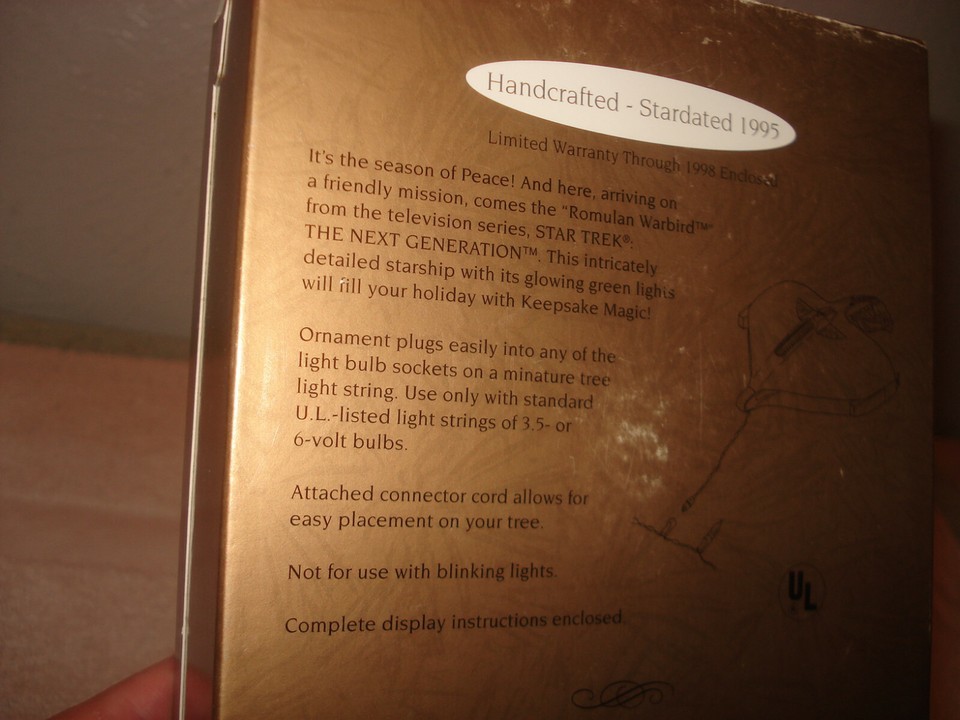 Handcrafted - Stardated 1995
Limited Warranty Through 1998 Enclosed
It's the season of Peace! And here, arriving on
a friendly mission, comes the "Romulan Warbird™"
from the television series, STAR TREK®:
THE NEXT GENERATION™. This intricately
detailed starship with its glowing green lights
will fill your holiday with Keepsake Magic!
Ornament plugs easily into any of the
light bulb sockets on a minature tree
light string. Use only with standard
U.L.-listed light strings of 3.5- or
6-volt bulbs.
Attached connector cord allows for
easy placement on your tree.
Not for use with blinking lights.
Complete display instructions enclosed.
UL